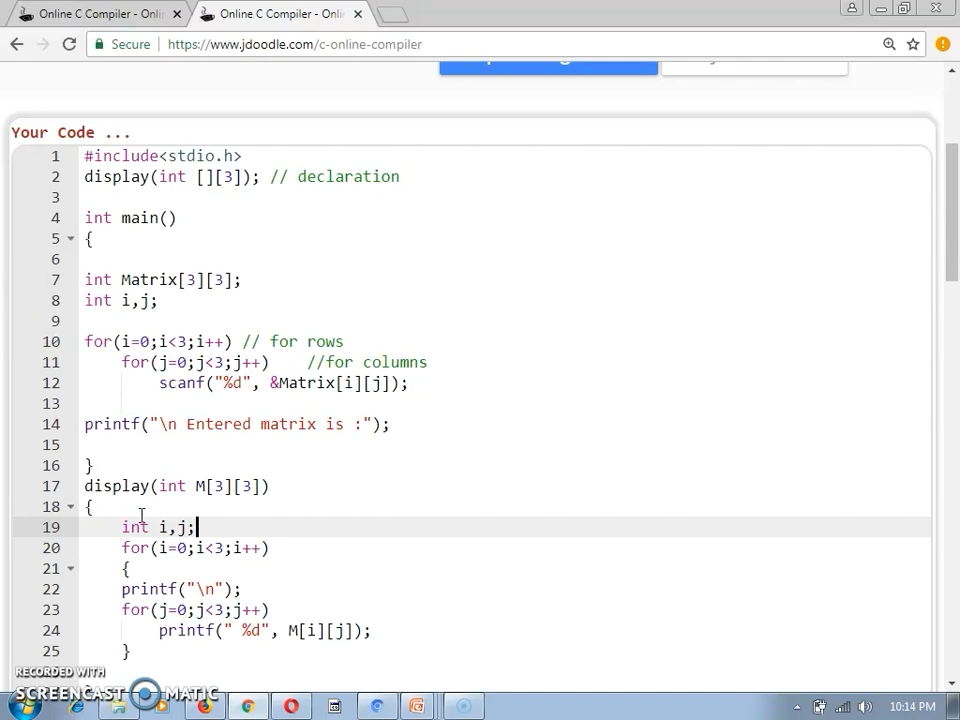 Online C Compiler - Onli
Online C Compiler - Onli
Secure
https://www.jdoodle.com/c-online-compiler
Your Code ...
1 #include<stdio.h>
2 display(int [][3]); // declaration
3
4 int main()
5 {
6
7 int Matrix[3][3];
8 int i,j;
9
10 for(i=0;i<3;i++) // for rows
11 for(j=0;j<3;j++) //for columns
12 scanf("%d", &Matrix[i][j]);
13
14 printf("\n Entered matrix is :");
15
16 }
17 display(int M[3][3])
18 {
19 int i,j;
20 for(i=0;i<3;i++)
21 {
22 printf("\n");
23 for(j=0;j<3;j++)
24 printf(" %d", M[i][j]);
25 }
RECORDED WITH
SCREENCAST MATIC
10:14 PM